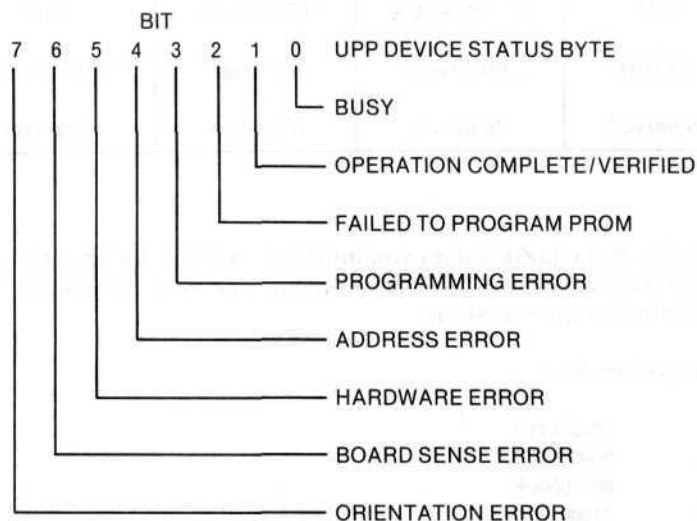 BIT
7 6 5 4 3 2 1 0 UPP DEVICE STATUS BYTE
BUSY
OPERATION COMPLETE/VERIFIED
FAILED TO PROGRAM PROM
PROGRAMMING ERROR
ADDRESS ERROR
HARDWARE ERROR
BOARD SENSE ERROR
ORIENTATION ERROR